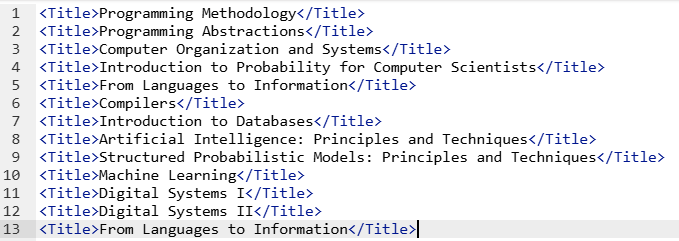 1 <Title>Programming Methodology</Title>
2 <Title>Programming Abstractions</Title>
3 <Title>Computer Organization and Systems</Title>
4 <Title>Introduction to Probability for Computer Scientists</Title>
5 <Title>From Languages to Information</Title>
6 <Title>Compilers</Title>
7 <Title>Introduction to Databases</Title>
8 <Title>Artificial Intelligence: Principles and Techniques</Title>
9 <Title>Structured Probabilistic Models: Principles and Techniques</Title>
10 <Title>Machine Learning</Title>
11 <Title>Digital Systems I</Title>
12 <Title>Digital Systems II</Title>
13 <Title>From Languages to Information</Title>